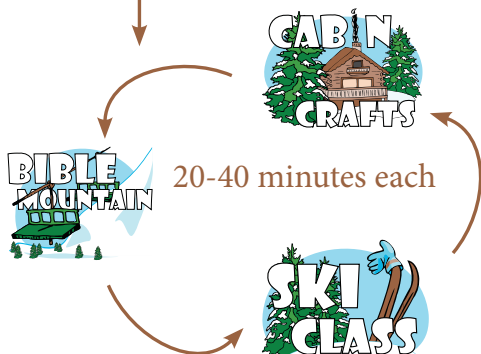 CABIN
CRAFTS
BIBLE
MOUNTAIN
20-40 minutes each
SKI
CLASS